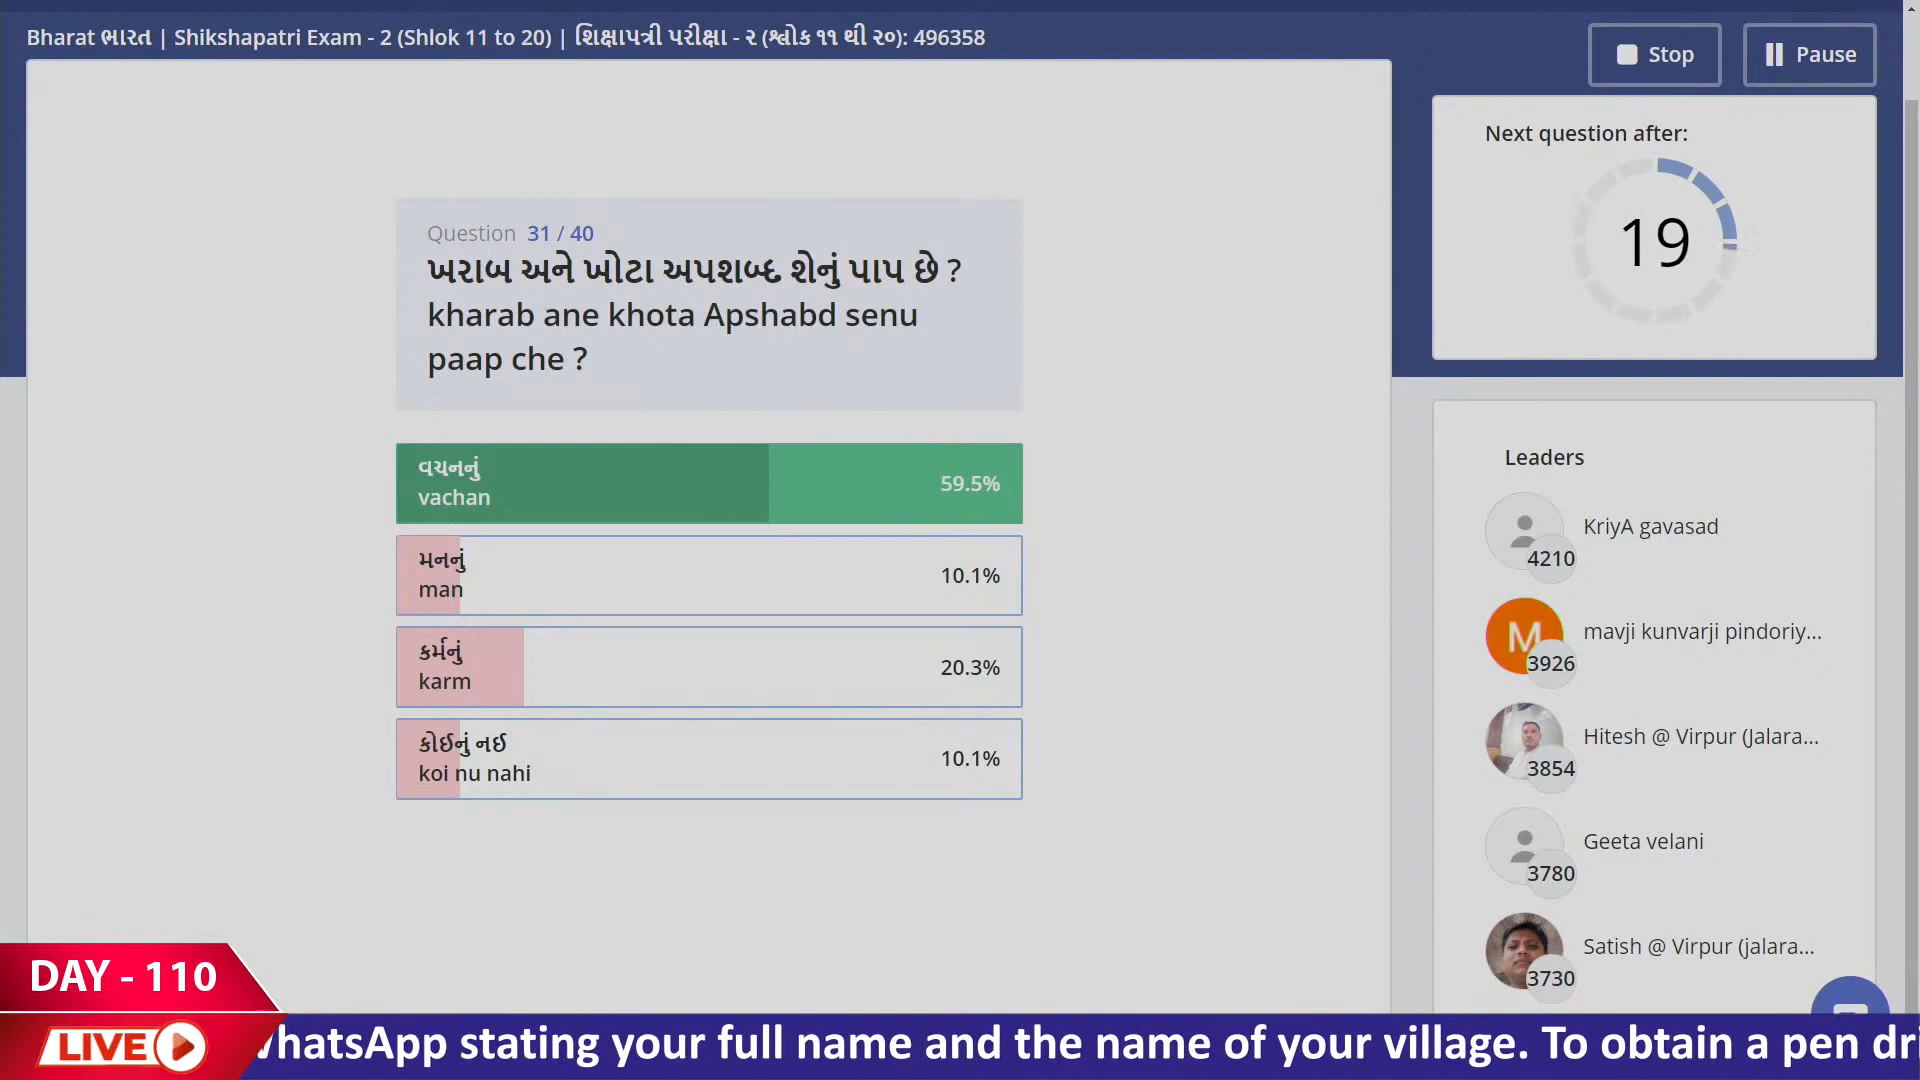 Bharat ભારત | Shikshapatri Exam - 2 (Shlok 11 to 20) | શિક્ષાપત્રી પરીક્ષા - ૨ (શ્લોક ૧૧ થી ૨૦): 496358
Stop
Pause
Next question after:
19
Question 31 / 40
ખરાબ અને ખોટા અપશબ્દ શેનું પાપ છે ?
kharab ane khota Apshabd senu
paap che ?
વચનનું
vachan
59.5%
મનનું
man
10.1%
કર્મનું
karm
20.3%
કોઈનું નઈ
koi nu nahi
10.1%
Leaders
KriyA gavasad
4210
M
mavji kunvarji pindoriy...
3926
Hitesh @ Virpur (Jalara...
3854
Geeta velani
3780
Satish @ Virpur (jalara...
3730
DAY - 110
LIVE
WhatsApp stating your full name and the name of your village. To obtain a pen dri